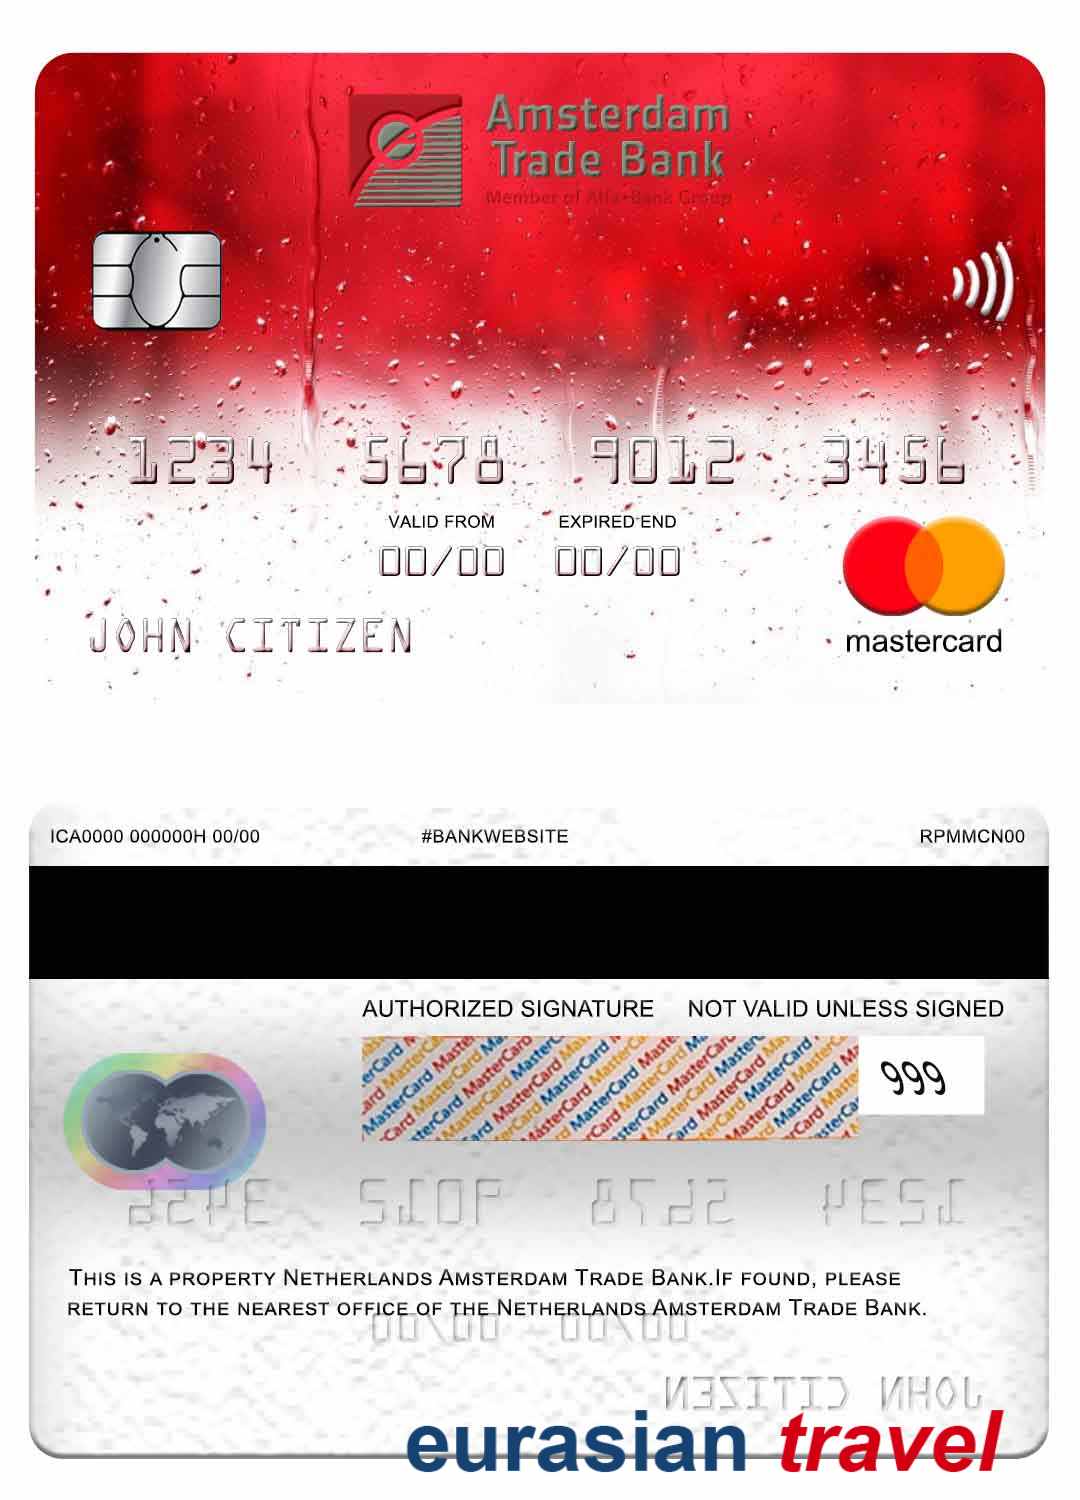 Amsterdam
Trade Bank
Member of Alfa•Bank Group
1234 5678 9012 3456
VALID FROM EXPIRED END
00/00 00/00
JOHN CITIZEN
mastercard
ICA0000 000000H 00/00 #BANKWEBSITE RPMMCN00
AUTHORIZED SIGNATURE NOT VALID UNLESS SIGNED
MasterCard MasterCard MasterCard MasterCard
999
1234 5678 9012 3456
THIS IS A PROPERTY NETHERLANDS AMSTERDAM TRADE BANK.IF FOUND, PLEASE
RETURN TO THE NEAREST OFFICE OF THE NETHERLANDS AMSTERDAM TRADE BANK.
00/00 00/00
JOHN CITIZEN
eurasian travel